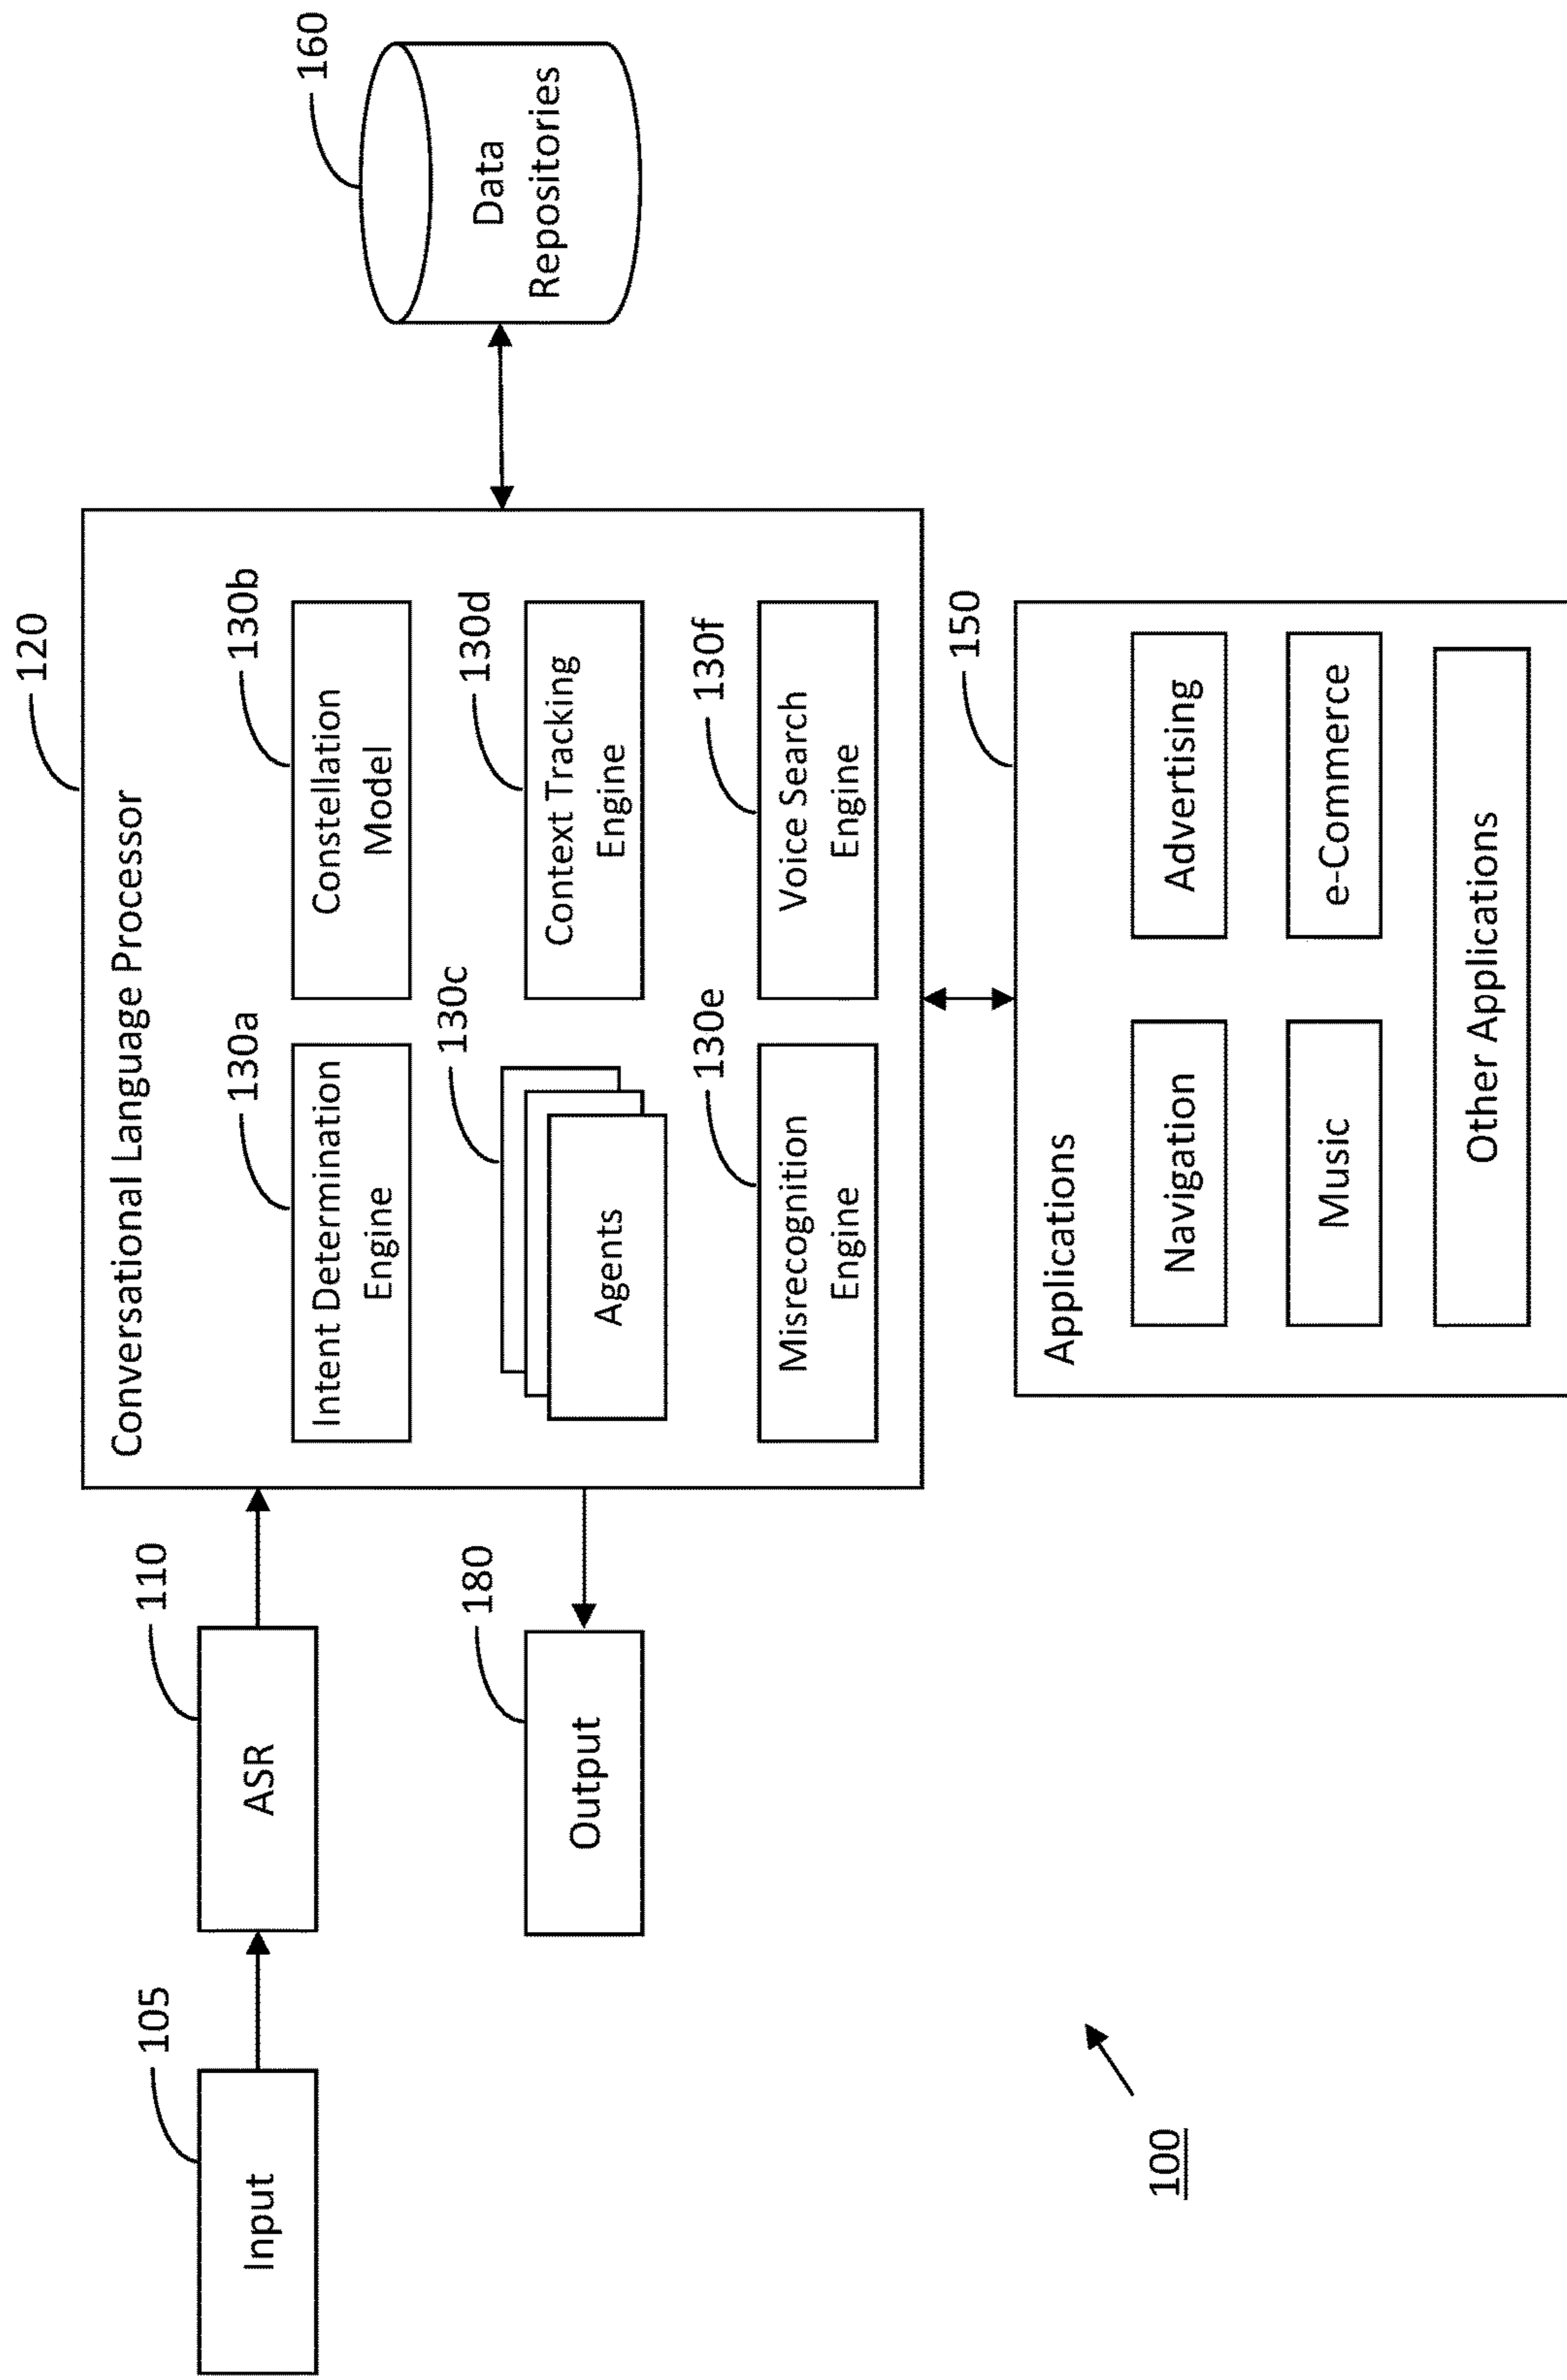 120
Conversational Language Processor
105
Input
110
ASR
130a
Intent Determination
Engine
130b
Constellation
Model
160
Data
Repositories
180
Output
130c
Agents
130d
Context Tracking
Engine
130e
Misrecognition
Engine
130f
Voice Search
Engine
150
Applications
Navigation
Advertising
Music
e-Commerce
Other Applications
100